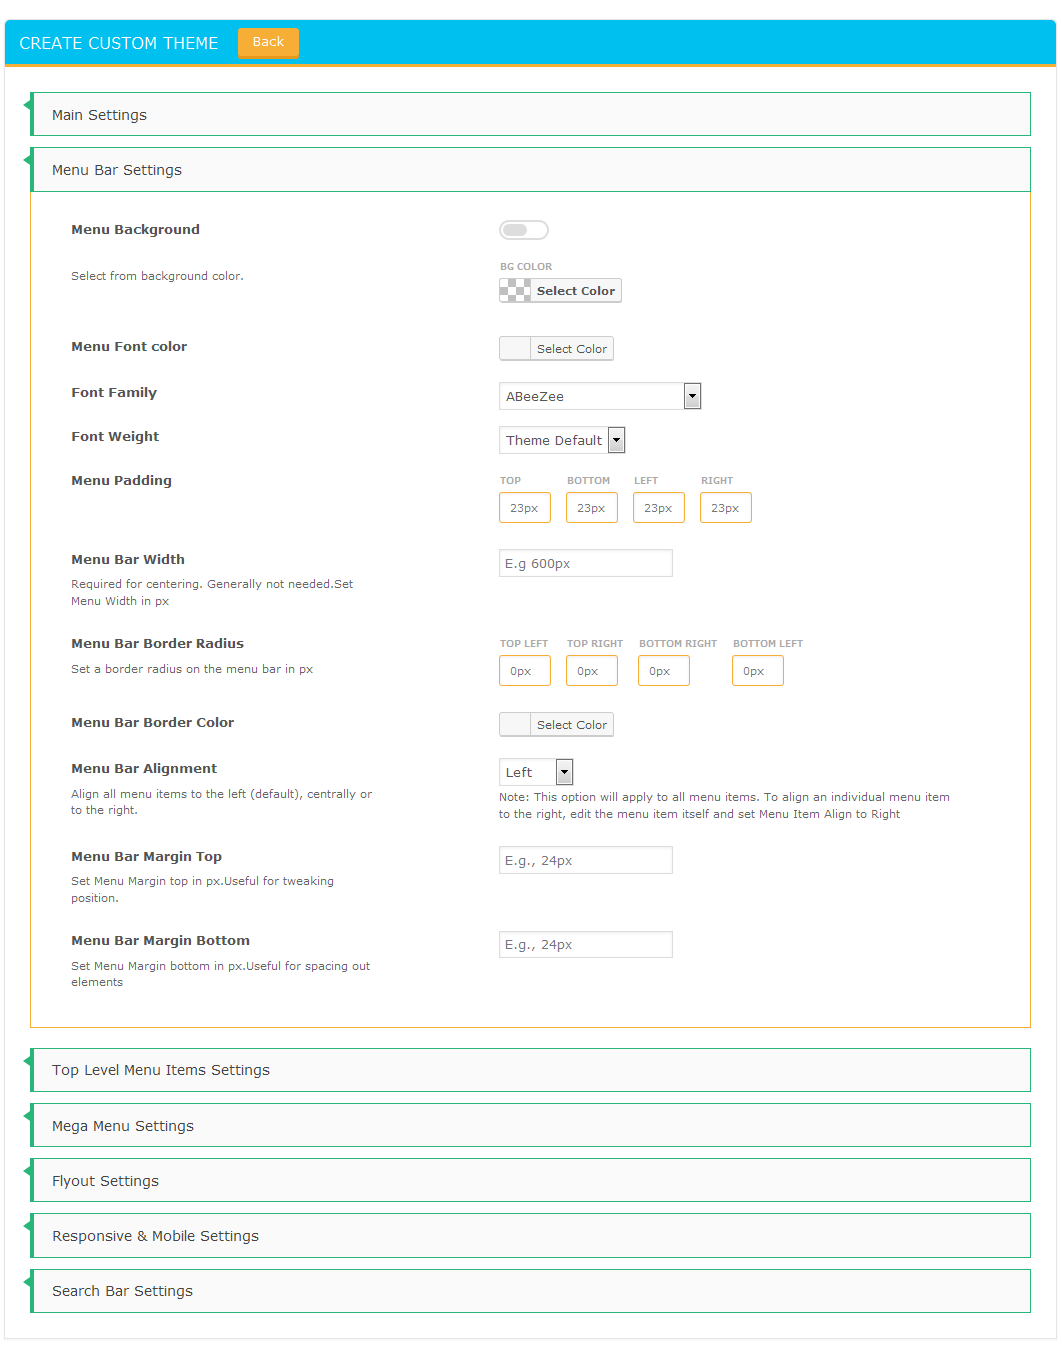 CREATE CUSTOM THEME Back
Main Settings
Menu Bar Settings
Menu Background
Select from background color.
BG COLOR
Select Color
Menu Font color Select Color
Font Family ABeeZee
Font Weight Theme Default
Menu Padding TOP BOTTOM LEFT RIGHT
23px 23px 23px 23px
Menu Bar Width E.g 600px
Required for centering. Generally not needed.Set
Menu Width in px
Menu Bar Border Radius TOP LEFT TOP RIGHT BOTTOM RIGHT BOTTOM LEFT
Set a border radius on the menu bar in px 0px 0px 0px 0px
Menu Bar Border Color Select Color
Menu Bar Alignment Left
Align all menu items to the left (default), centrally or
to the right.
Note: This option will apply to all menu items. To align an individual menu item
to the right, edit the menu item itself and set Menu Item Align to Right
Menu Bar Margin Top E.g., 24px
Set Menu Margin top in px.Useful for tweaking
position.
Menu Bar Margin Bottom E.g., 24px
Set Menu Margin bottom in px.Useful for spacing out
elements
Top Level Menu Items Settings
Mega Menu Settings
Flyout Settings
Responsive & Mobile Settings
Search Bar Settings